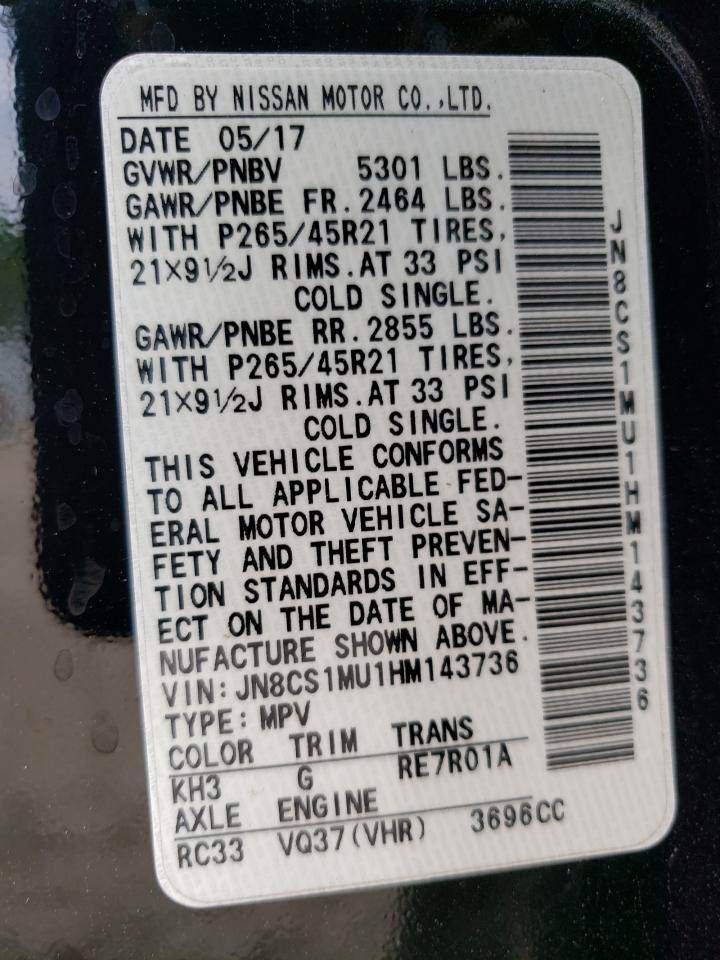 MFD BY NISSAN MOTOR CO.,LTD.
DATE 05/17
GVWR/PNBV 5301 LBS.
GAWR/PNBE FR.2464 LBS.
WITH P265/45R21 TIRES,
21X9½J RIMS.AT 33 PSI
COLD SINGLE.
GAWR/PNBE RR.2855 LBS.
WITH P265/45R21 TIRES,
21X9½J RIMS.AT 33 PSI
COLD SINGLE.
THIS VEHICLE CONFORMS
TO ALL APPLICABLE FED-
ERAL MOTOR VEHICLE SA-
FETY AND THEFT PREVEN-
TION STANDARDS IN EFF-
ECT ON THE DATE OF MA-
NUFACTURE SHOWN ABOVE.
VIN:JN8CS1MU1HM143736
TYPE:MPV
COLOR TRIM TRANS
KH3 G RE7R01A
AXLE ENGINE
RC33 VQ37(VHR) 3696CC
JN8CS1MU1HM143736